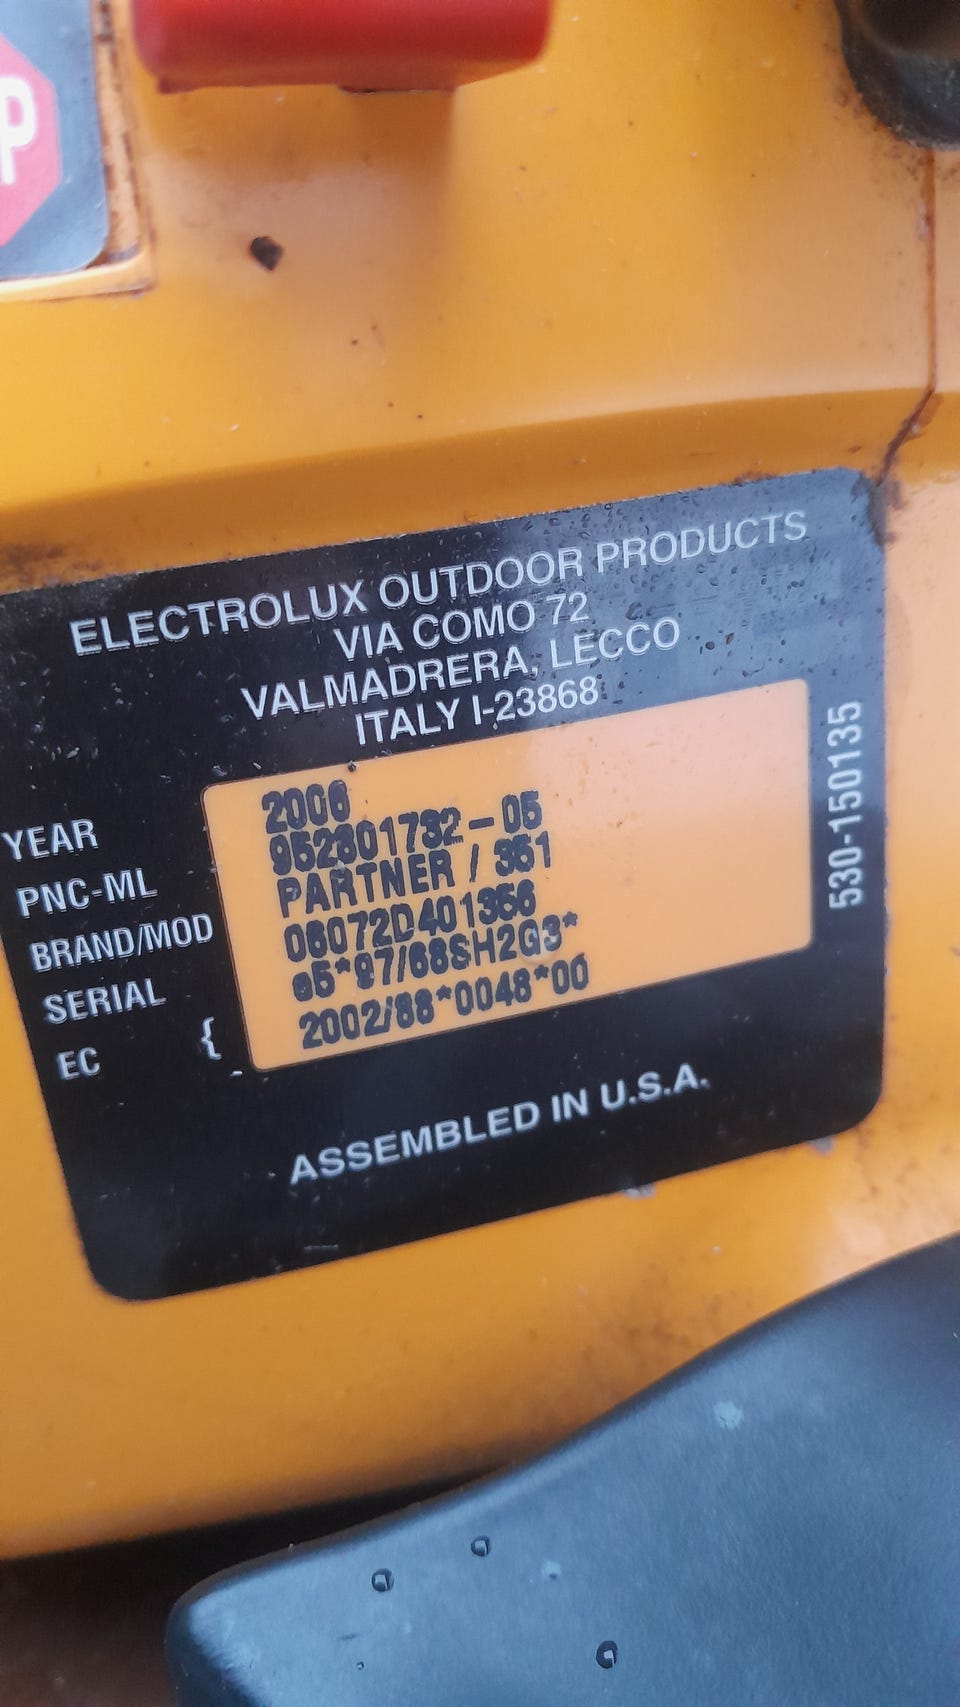 P
ELECTROLUX OUTDOOR PRODUCTS
VIA COMO 72
VALMADRERA, LECCO
ITALY I-23868
YEAR 2006
PNC-ML 952301732-05
BRAND/MOD PARTNER / 351
SERIAL 06072D401356
EC { e5*97/68SH2G3*
2002/88*0048*00
530-150135
ASSEMBLED IN U.S.A.